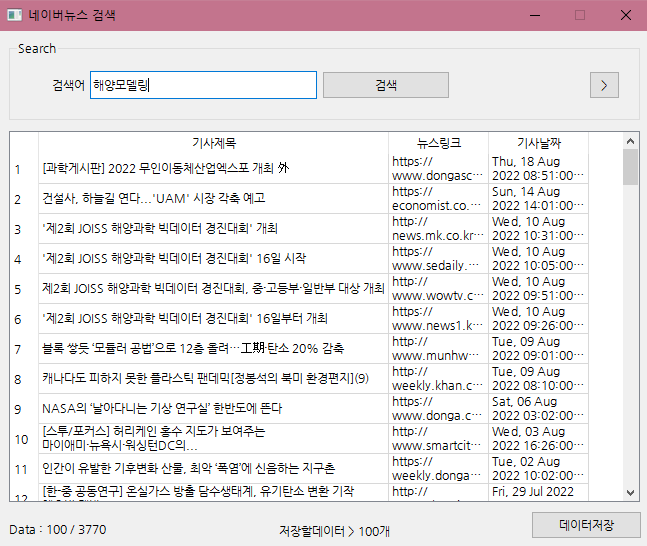 네이버뉴스 검색
Search
검색어 해양모델링 검색 >
기사제목 뉴스링크 기사날짜
1 [과학게시판] 2022 무인이동체산업엑스포 개최 外 https:// www.dongasc… Thu, 18 Aug 2022 08:51:00…
2 건설사, 하늘길 연다…'UAM' 시장 각축 예고 https:// economist.co.… Sun, 14 Aug 2022 14:01:00…
3 '제2회 JOISS 해양과학 빅데이터 경진대회' 개최 http:// news.mk.co.kr… Wed, 10 Aug 2022 10:31:00…
4 '제2회 JOISS 해양과학 빅데이터 경진대회' 16일 시작 http:// www.sedaily.… Wed, 10 Aug 2022 10:05:00…
5 제2회 JOISS 해양과학 빅데이터 경진대회, 중·고등부·일반부 대상 개최 http:// www.wowtv.c… Wed, 10 Aug 2022 09:51:00…
6 '제2회 JOISS 해양과학 빅데이터 경진대회' 16일부터 개최 https:// www.news1.k… Wed, 10 Aug 2022 09:26:00…
7 블록 쌓듯 ‘모듈러 공법’으로 12층 올려…工期·탄소 20% 감축 http:// www.munhw… Tue, 09 Aug 2022 09:01:00…
8 캐나다도 피하지 못한 플라스틱 팬데믹[정봉석의 북미 환경편지](9) http:// weekly.khan.c… Tue, 09 Aug 2022 08:10:00…
9 NASA의 ‘날아다니는 기상 연구실’ 한반도에 뜬다 https:// www.donga.c… Sat, 06 Aug 2022 03:02:00…
10 [스투/포커스] 허리케인 홍수 지도가 보여주는 마이애미·뉴욕시·워싱턴DC의... http:// www.smartcit… Wed, 03 Aug 2022 16:26:00…
11 인간이 유발한 기후변화 산물, 최악 ‘폭염’에 신음하는 지구촌 https:// weekly.donga… Tue, 02 Aug 2022 10:02:00…
12 [한-중 공동연구] 온실가스 방출 담수생태계, 유기탄소 변환 기작 http:// Fri, 29 Jul 2022
Data : 100 / 3770 저장할데이터 > 100개 데이터저장